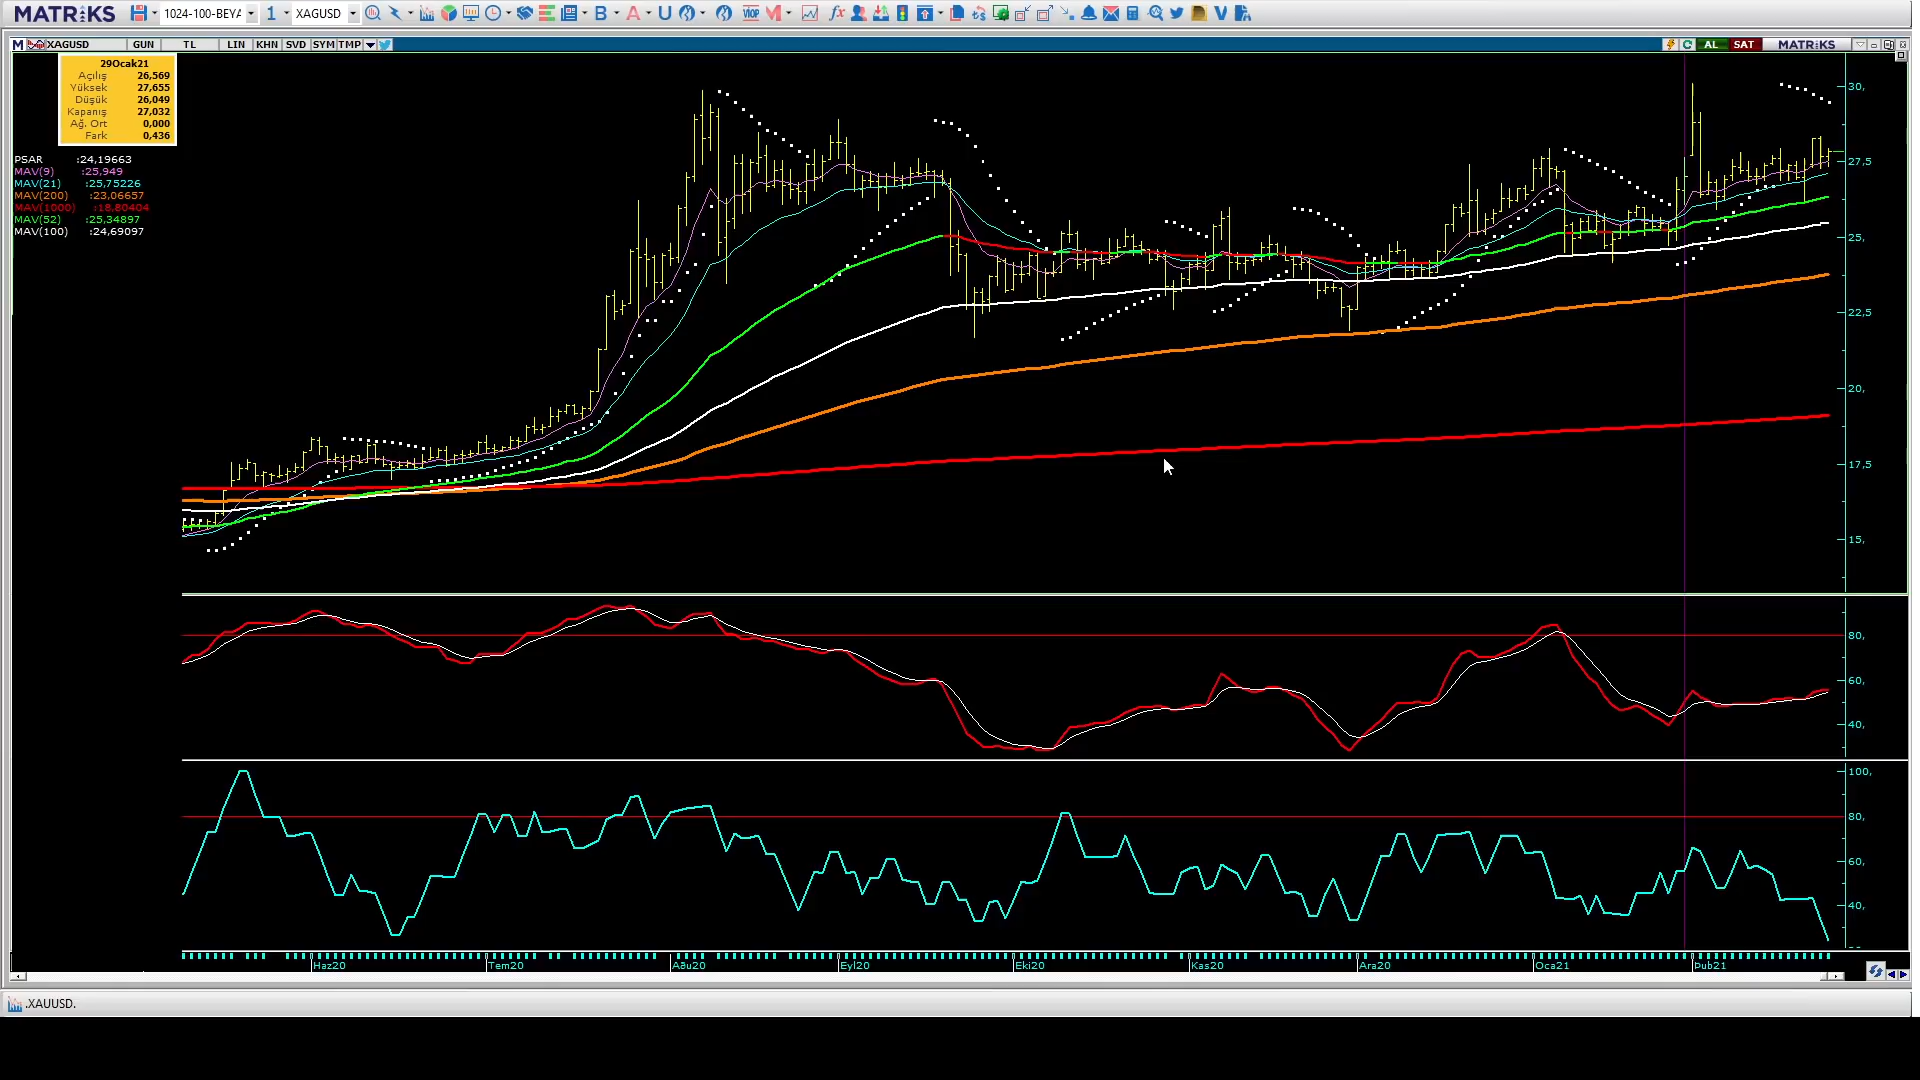 MATRIKS 1024-100-BEYA 1 XAGUSD B A U VIOP M fx V
M XAGUSD GUN TL LIN KHN SVD SYM TMP AL SAT MATRIKS
29Ocak21
Açılış 26,569
Yüksek 27,655
Düşük 26,049
Kapanış 27,032
Ağ. Ort 0,000
Fark 0,436
PSAR :24,19663
MAV(9) :25,949
MAV(21) :25,75226
MAV(200) :23,06657
MAV(1000) :18,80404
MAV(52) :25,34897
MAV(100) :24,69097
30,
27,5
25,
22,5
20,
17,5
15,
80,
60,
40,
100,
80,
60,
40,
Haz20 Tem20 Aðu20 Eyl20 Eki20 Kas20 Ara20 Oca21 Þub21
.XAUUSD.